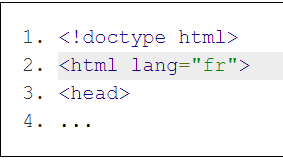 1. <!doctype html>
2. <html lang="fr">
3. <head>
4. ...